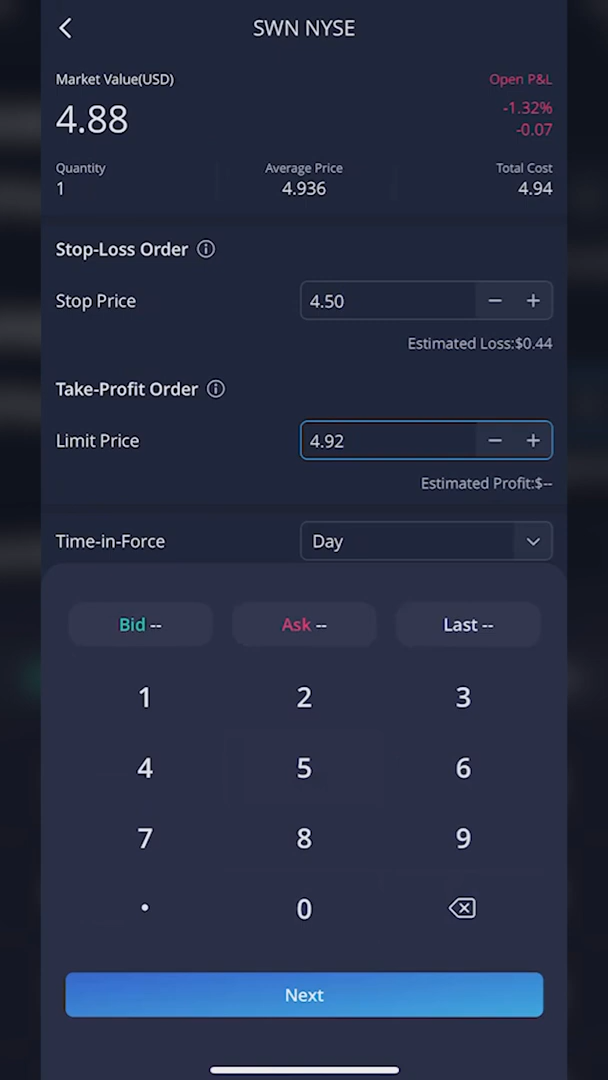 SWN NYSE
Market Value(USD)
Open P&L
4.88
-1.32%
-0.07
Quantity
Average Price
Total Cost
1
4.936
4.94
Stop-Loss Order
Stop Price
4.50
Estimated Loss:$0.44
Take-Profit Order
Limit Price
4.92
Estimated Profit:$--
Time-in-Force
Day
Bid --
Ask --
Last --
1
2
3
4
5
6
7
8
9
.
0
Next